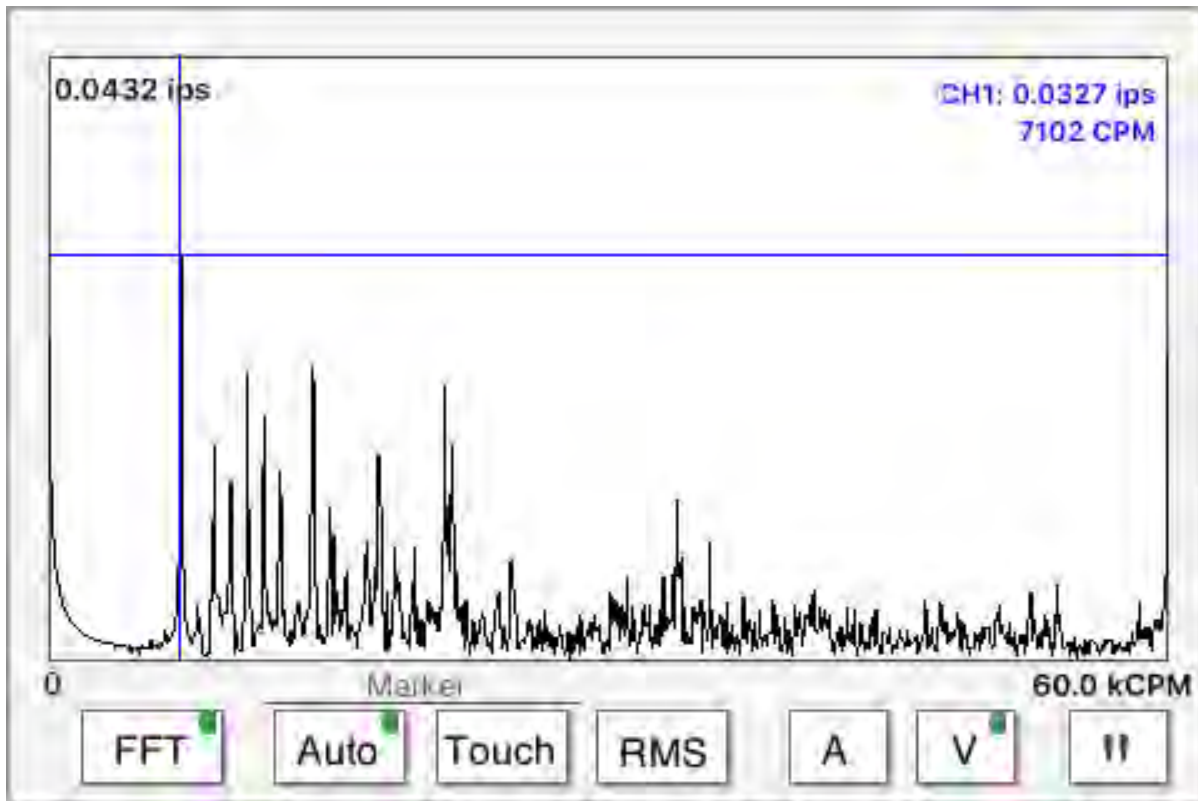 0.0432 ips
CH1: 0.0327 ips
7102 CPM
0
Marker
60.0 kCPM
FFT
Auto
Touch
RMS
A
V